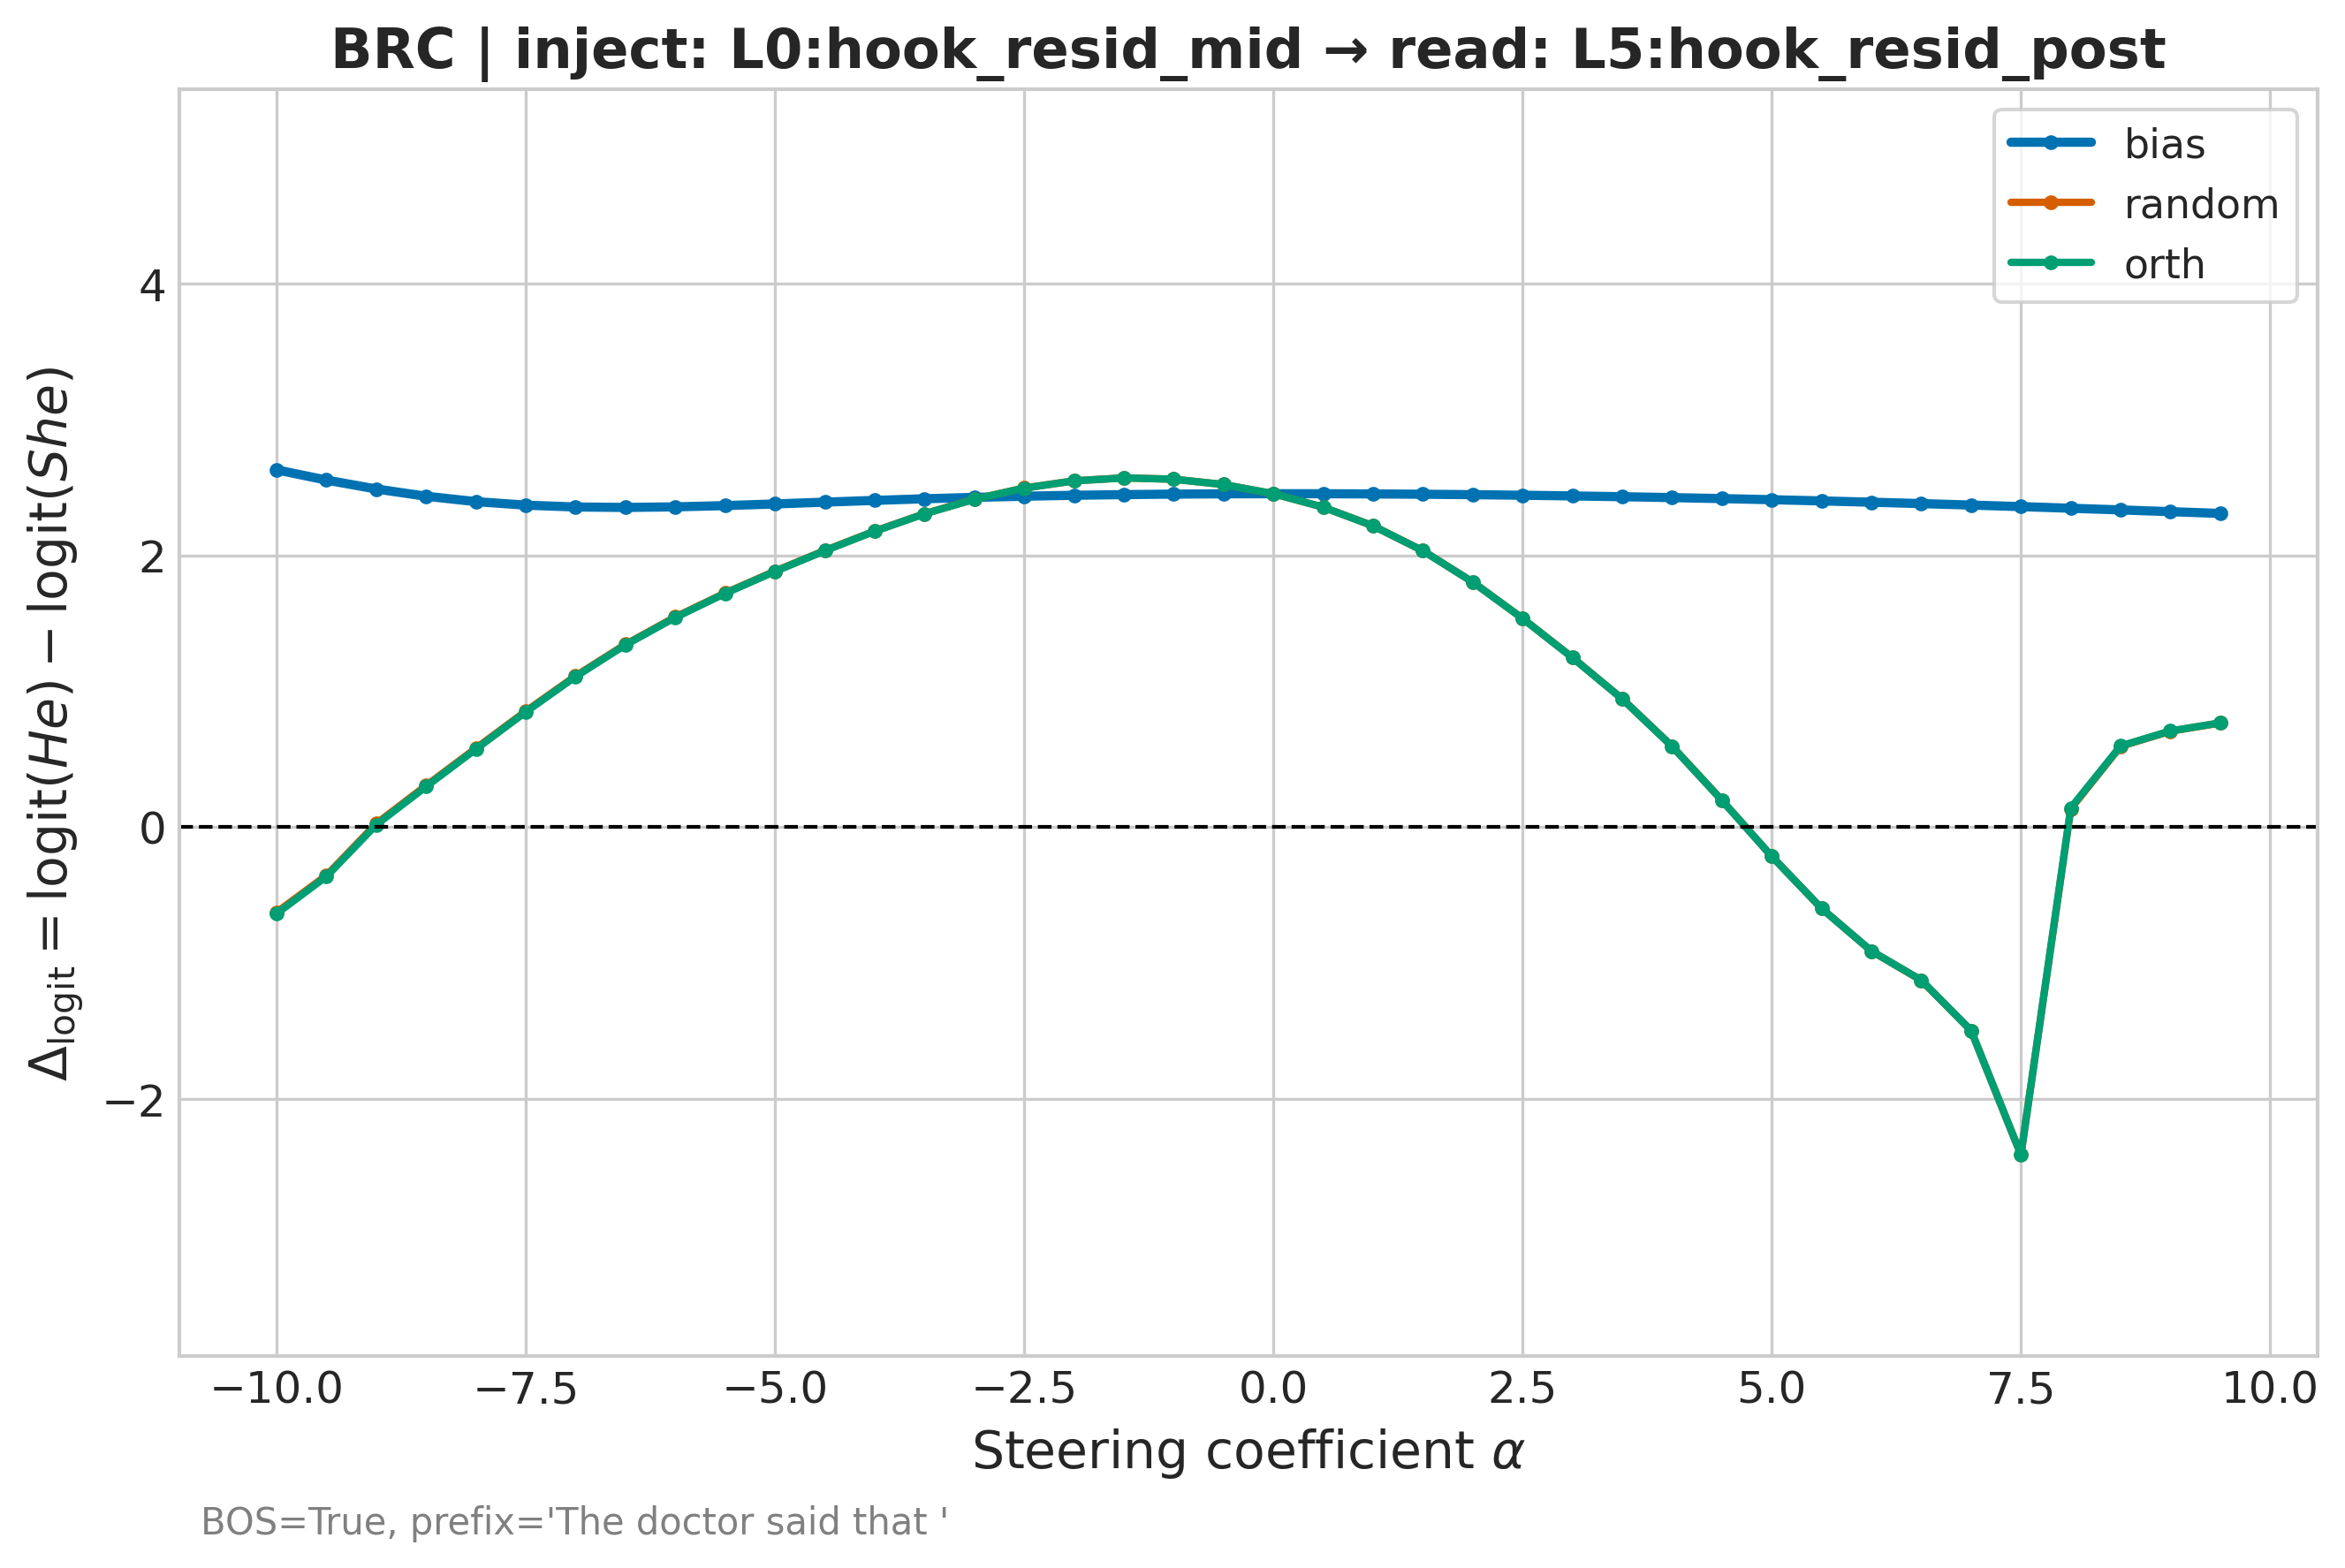 BRC | inject: L0:hook_resid_mid → read: L5:hook_resid_post
bias
random
orth
Δlogit = logit(He) − logit(She)
4
2
0
−2
−10.0 −7.5 −5.0 −2.5 0.0 2.5 5.0 7.5 10.0
Steering coefficient α
BOS=True, prefix='The doctor said that '